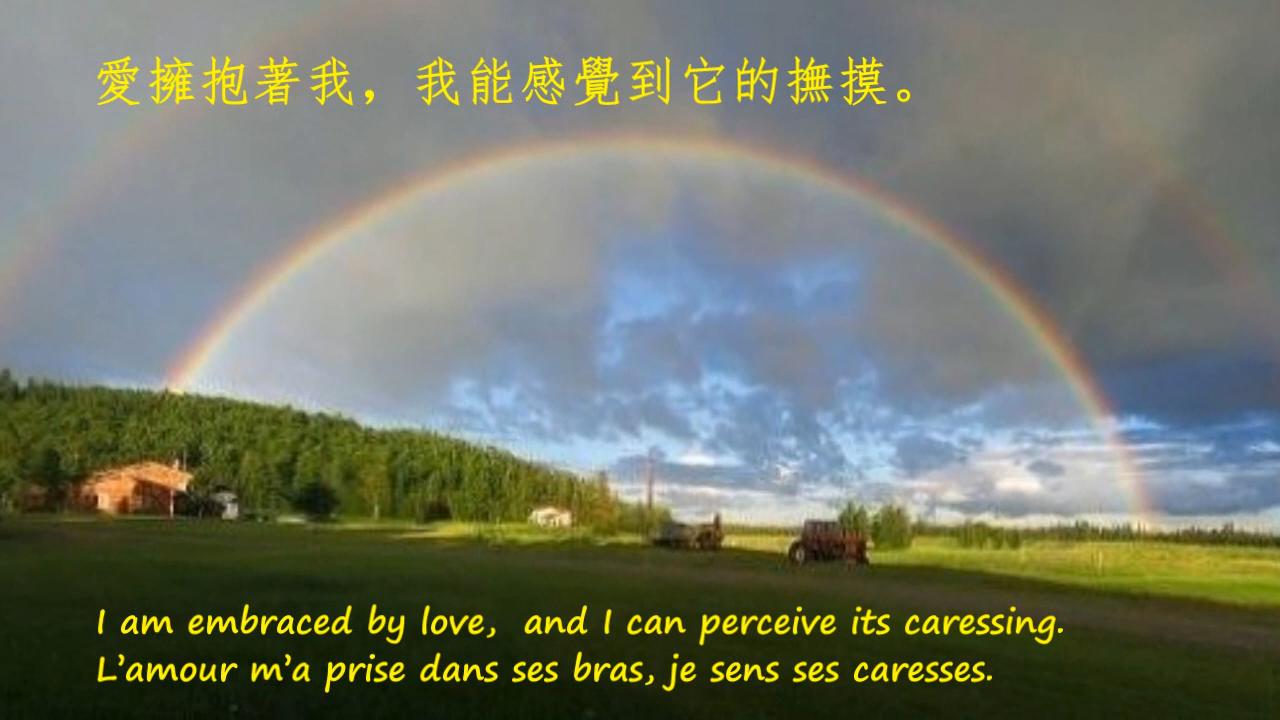 愛擁抱著我，我能感覺到它的撫摸。
I am embraced by love,  and I can perceive its caressing.
L’amour m’a prise dans ses bras, je sens ses caresses.